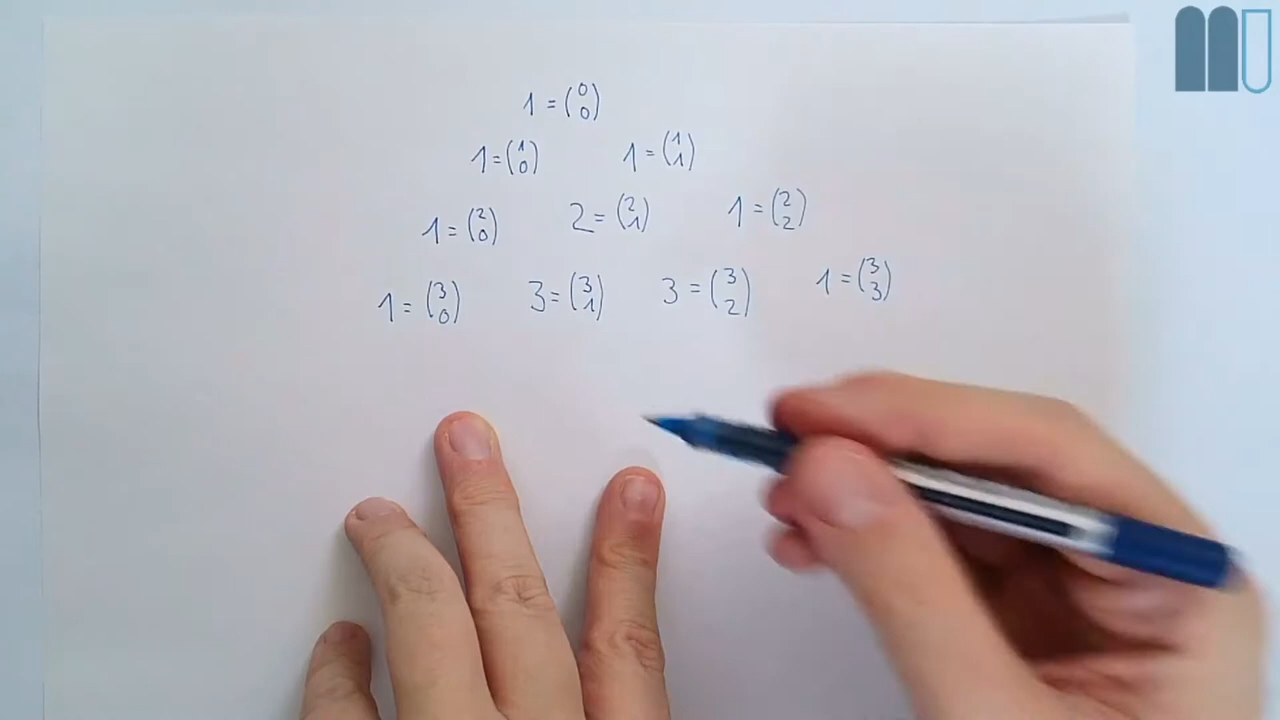 1 = (0 0)
1 = (1 0) 1 = (1 1)
1 = (2 0) 2 = (2 1) 1 = (2 2)
1 = (3 0) 3 = (3 1) 3 = (3 2) 1 = (3 3)